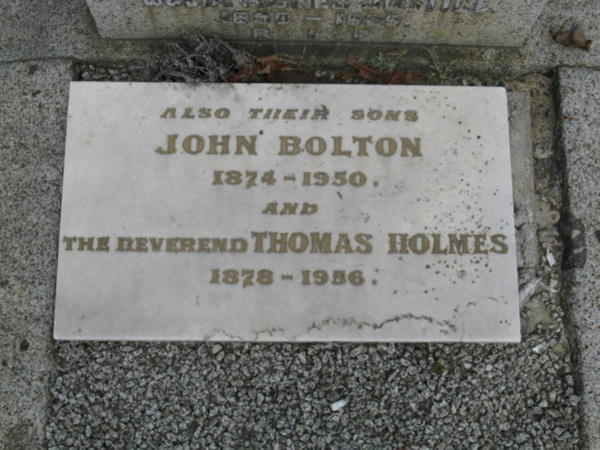 ALSO THEIR SONS
JOHN BOLTON
1874 - 1950.
AND
THE REVEREND THOMAS HOLMES
1878 - 1956.